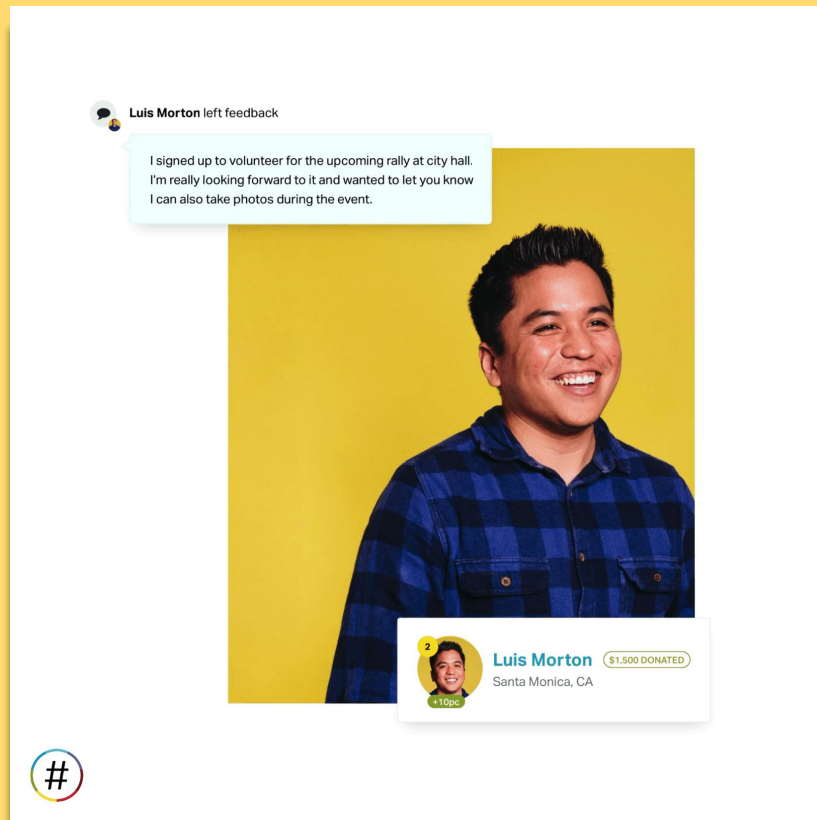 Luis Morton left feedback
I signed up to volunteer for the upcoming rally at city hall.
I'm really looking forward to it and wanted to let you know
I can also take photos during the event.
2
+10pc
Luis Morton $1,500 DONATED
Santa Monica, CA
#